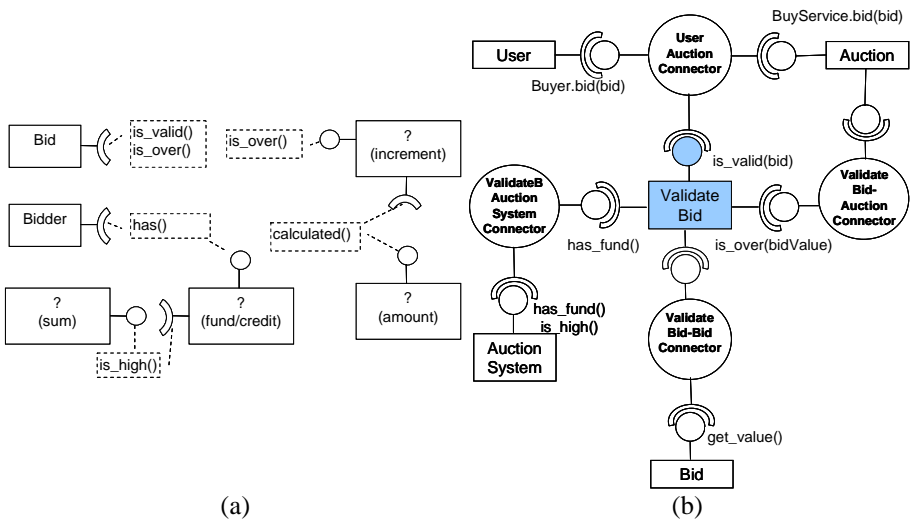 Bid
is_valid()
is_over()
is_over()
?
(increment)
Bidder
has()
calculated()
?
(sum)
?
(fund/credit)
?
(amount)
is_high()
(a)
BuyService.bid(bid)
User
User
Auction
Connector
Auction
Buyer.bid(bid)
is_valid(bid)
ValidateB
Auction
System
Connector
Validate
Bid
Validate
Bid-
Auction
Connector
has_fund()
is_over(bidValue)
has_fund()
is_high()
Validate
Bid-Bid
Connector
Auction
System
get_value()
Bid
(b)